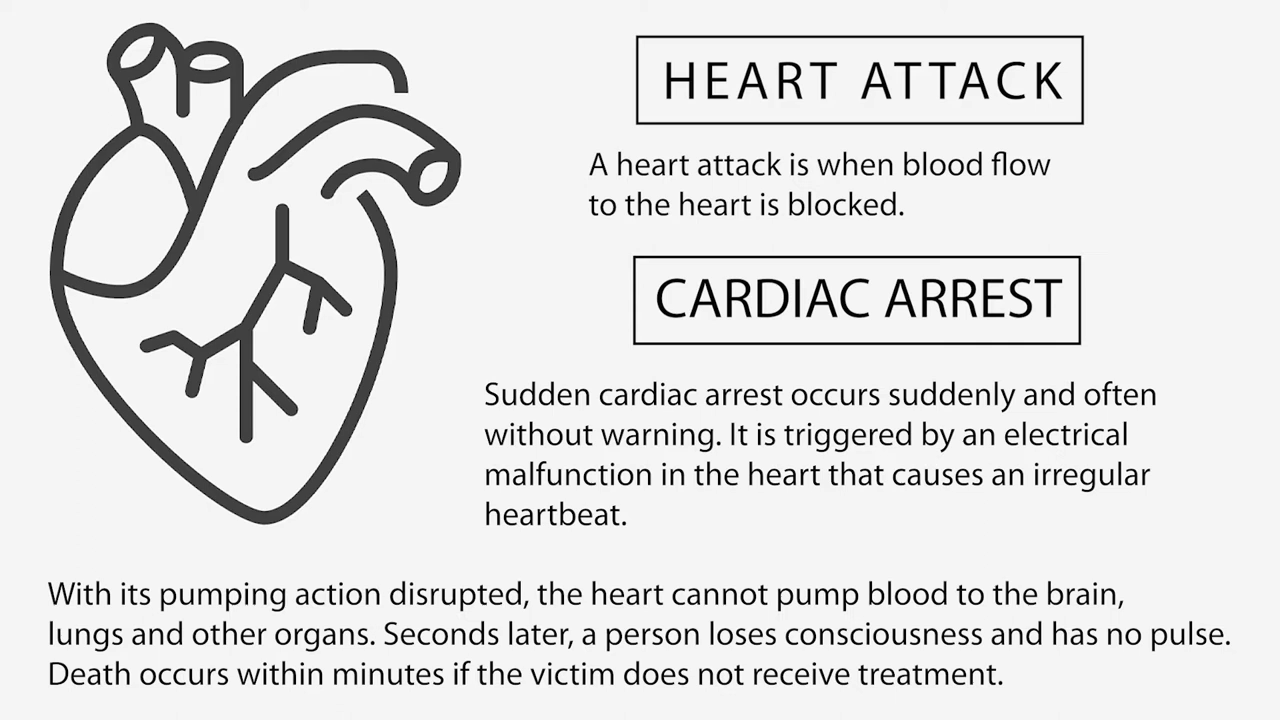 HEART ATTACK
A heart attack is when blood flow
to the heart is blocked.
CARDIAC ARREST
Sudden cardiac arrest occurs suddenly and often
without warning. It is triggered by an electrical
malfunction in the heart that causes an irregular
heartbeat.
With its pumping action disrupted, the heart cannot pump blood to the brain,
lungs and other organs. Seconds later, a person loses consciousness and has no pulse.
Death occurs within minutes if the victim does not receive treatment.